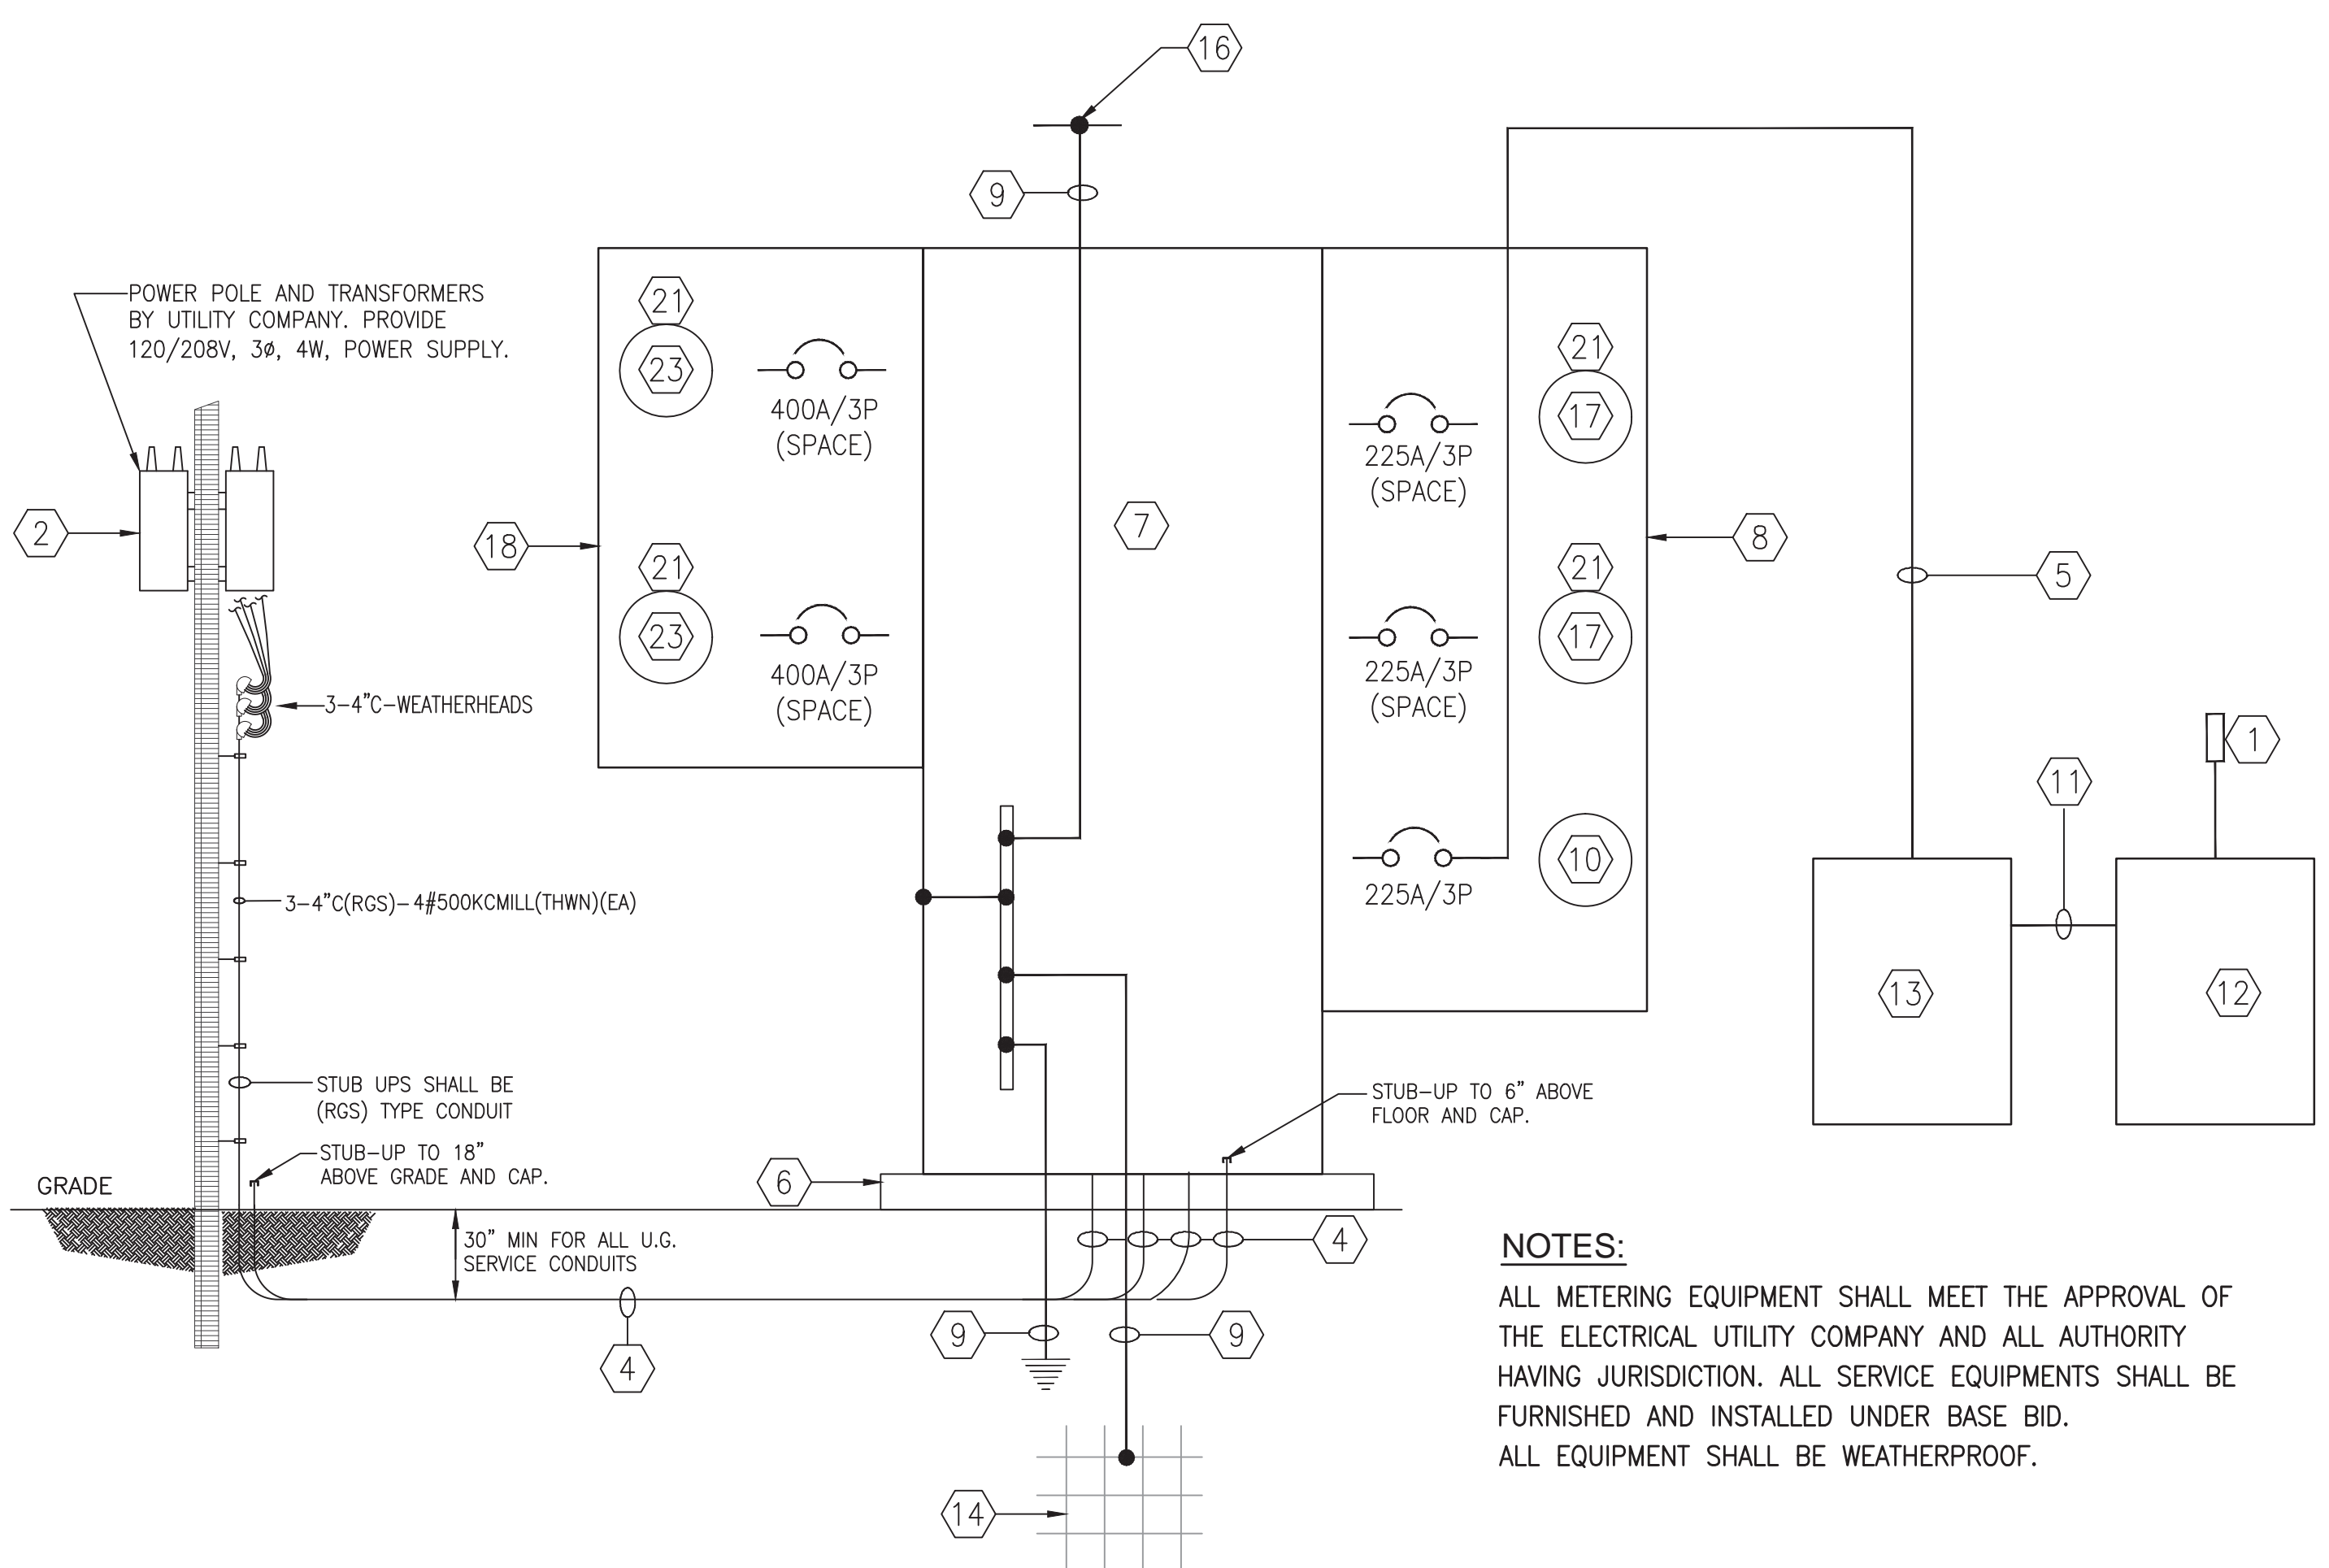 16
9
POWER POLE AND TRANSFORMERS
BY UTILITY COMPANY. PROVIDE
120/208V, 3ø, 4W, POWER SUPPLY.
2
3-4"C-WEATHERHEADS
3-4"C(RGS)-4#500KCMILL(THWN)(EA)
STUB UPS SHALL BE
(RGS) TYPE CONDUIT
STUB-UP TO 18"
ABOVE GRADE AND CAP.
GRADE
30" MIN FOR ALL U.G.
SERVICE CONDUITS
4
18
21
23
400A/3P
(SPACE)
21
23
400A/3P
(SPACE)
7
225A/3P
(SPACE)
21
17
225A/3P
(SPACE)
21
17
225A/3P
10
8
5
11
1
13
12
STUB-UP TO 6" ABOVE
FLOOR AND CAP.
6
4
9
9
14
NOTES:
ALL METERING EQUIPMENT SHALL MEET THE APPROVAL OF
THE ELECTRICAL UTILITY COMPANY AND ALL AUTHORITY
HAVING JURISDICTION. ALL SERVICE EQUIPMENTS SHALL BE
FURNISHED AND INSTALLED UNDER BASE BID.
ALL EQUIPMENT SHALL BE WEATHERPROOF.